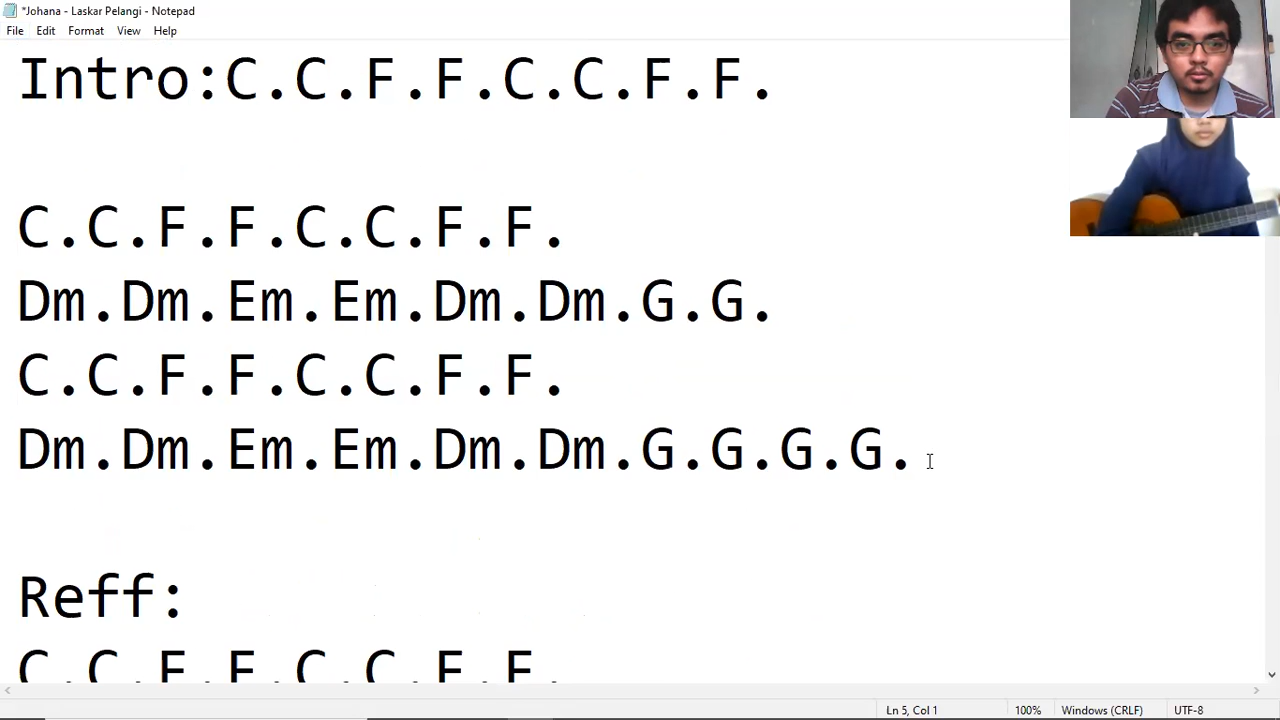 *Johana - Laskar Pelangi - Notepad
File Edit Format View Help
Intro:C.C.F.F.C.C.F.F.
C.C.F.F.C.C.F.F.
Dm.Dm.Em.Em.Dm.Dm.G.G.
C.C.F.F.C.C.F.F.
Dm.Dm.Em.Em.Dm.Dm.G.G.G.G.
Reff:
C.C.F.F.C.C.F.F.
Ln 5, Col 1 100% Windows (CRLF) UTF-8